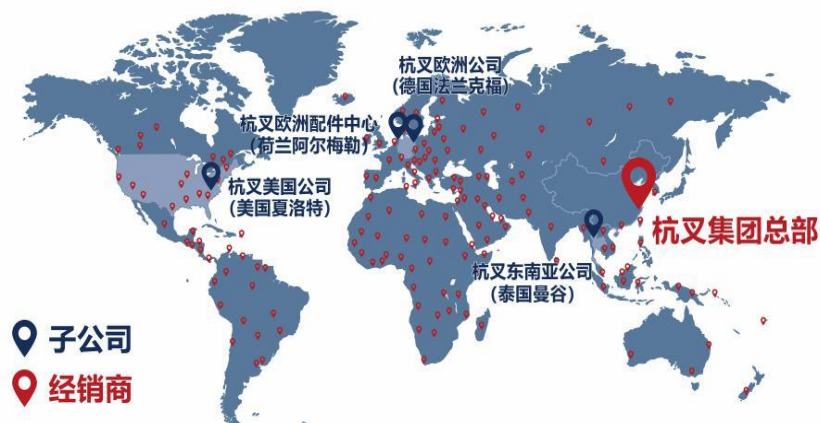 杭叉欧洲公司
（德国法兰克福）
杭叉欧洲配件中心
（荷兰阿尔梅勒）
杭叉美国公司
（美国夏洛特）
杭叉集团总部
杭叉东南亚公司
（泰国曼谷）
子公司
经销商